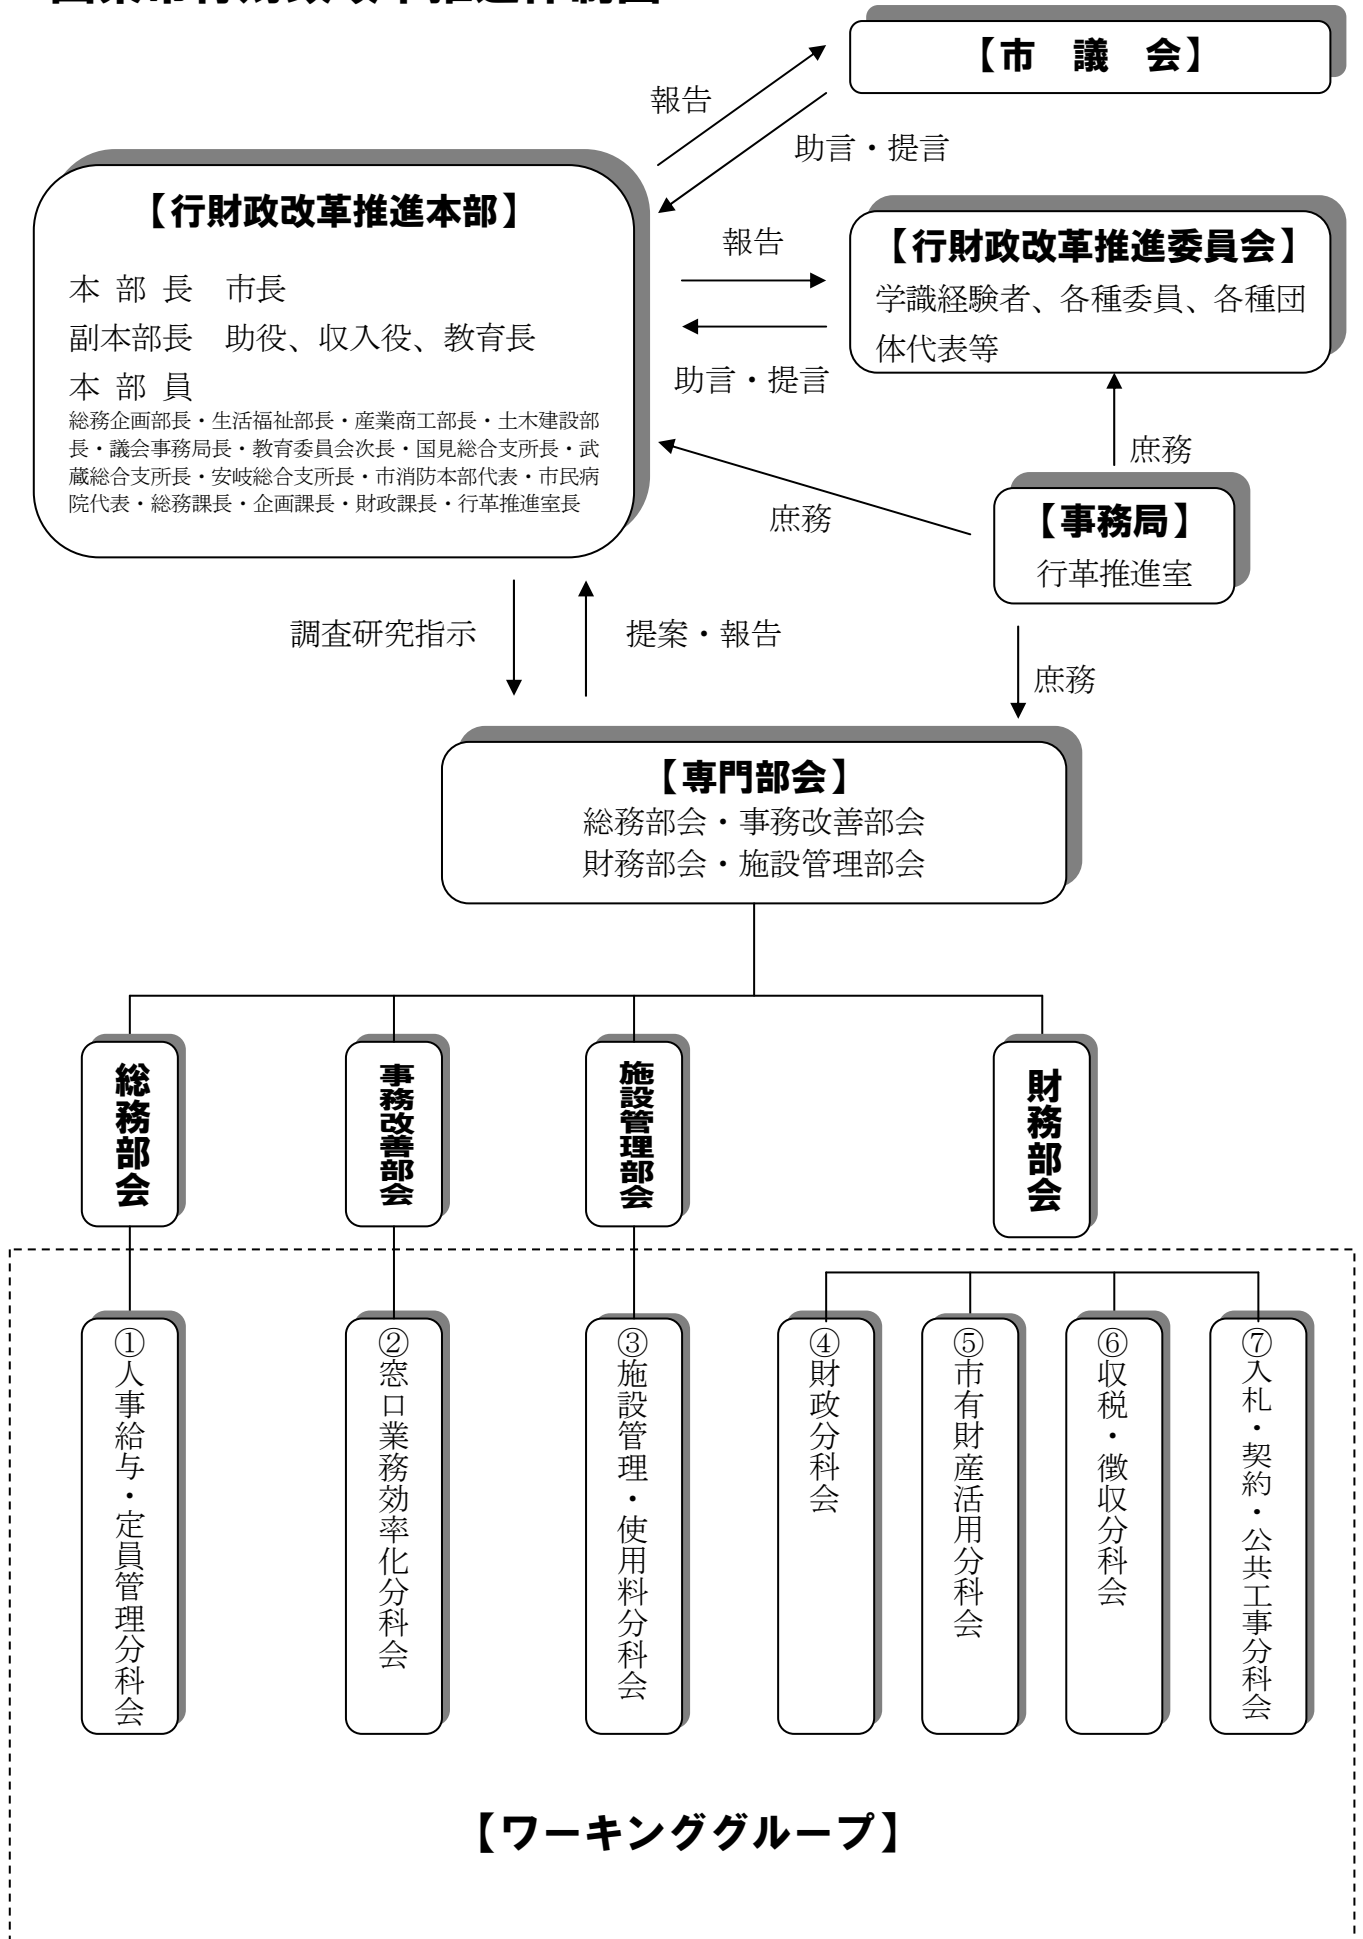 【市　議　会】
報告
助言・提言
【行財政改革推進本部】
本 部 長　市長
副本部長　助役、収入役、教育長
本 部 員
総務企画部長・生活福祉部長・産業商工部長・土木建設部
長・議会事務局長・教育委員会次長・国見総合支所長・武
蔵総合支所長・安岐総合支所長・市消防本部代表・市民病
院代表・総務課長・企画課長・財政課長・行革推進室長
報告
助言・提言
【行財政改革推進委員会】
学識経験者、各種委員、各種団
体代表等
庶務
庶務
【事務局】
行革推進室
調査研究指示
提案・報告
庶務
【専門部会】
総務部会・事務改善部会
財務部会・施設管理部会
総務部会
事務改善部会
施設管理部会
財務部会
①人事給与・定員管理分科会
②窓口業務効率化分科会
③施設管理・使用料分科会
④財政分科会
⑤市有財産活用分科会
⑥収税・徴収分科会
⑦入札・契約・公共工事分科会
【ワーキンググループ】